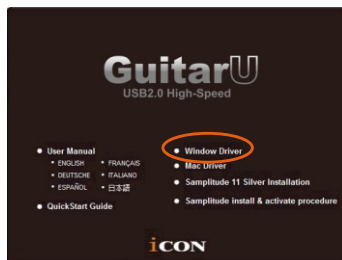 GuitarU
USB2.0 High-Speed
User Manual
ENGLISH
FRANÇAIS
DEUTSCHE
ITALIANO
ESPAÑOL
日本語
QuickStart Guide
Window Driver
Mac Driver
Samplitude 11 Silver Installation
Samplitude install & activate procedure
iCON